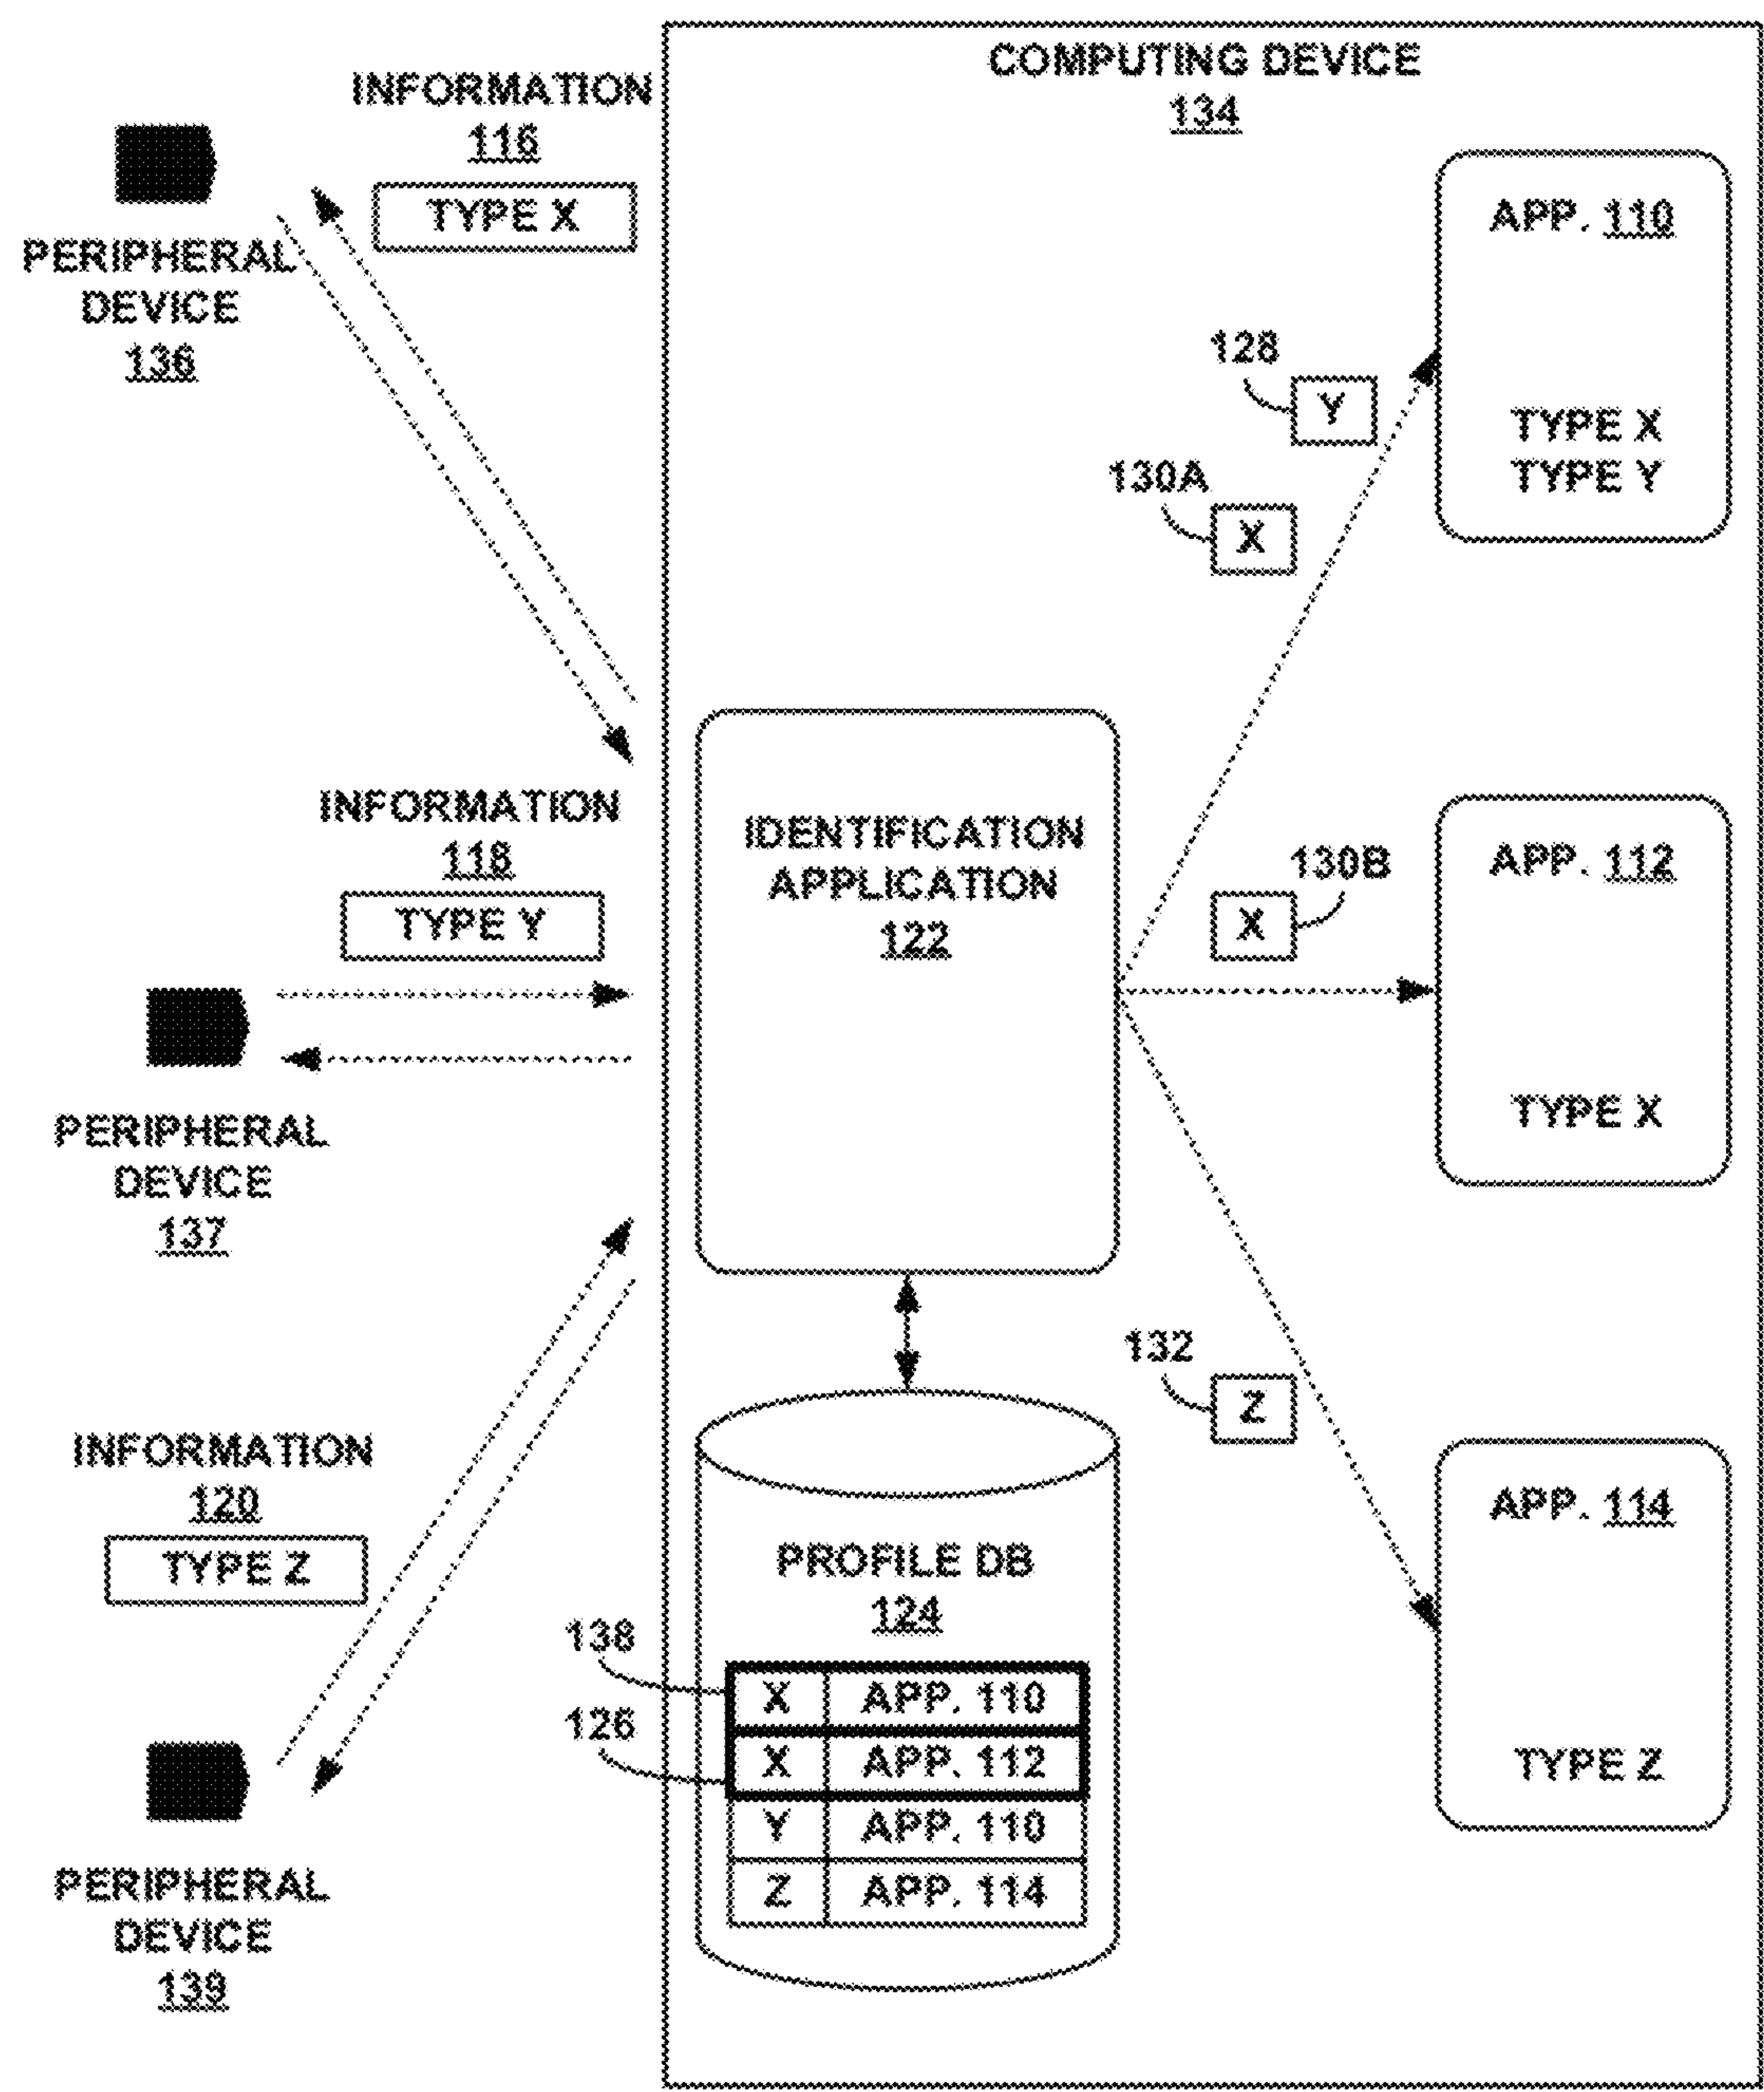 COMPUTING DEVICE
134
INFORMATION
116
TYPE X
PERIPHERAL
DEVICE
136
APP. 110
TYPE X
TYPE Y
128
Y
130A
X
INFORMATION
118
TYPE Y
PERIPHERAL
DEVICE
137
IDENTIFICATION
APPLICATION
122
130B
X
APP. 112
TYPE X
132
Z
INFORMATION
120
TYPE Z
PERIPHERAL
DEVICE
139
PROFILE DB
124
138
126
X APP. 110
X APP. 112
Y APP. 110
Z APP. 114
APP. 114
TYPE Z